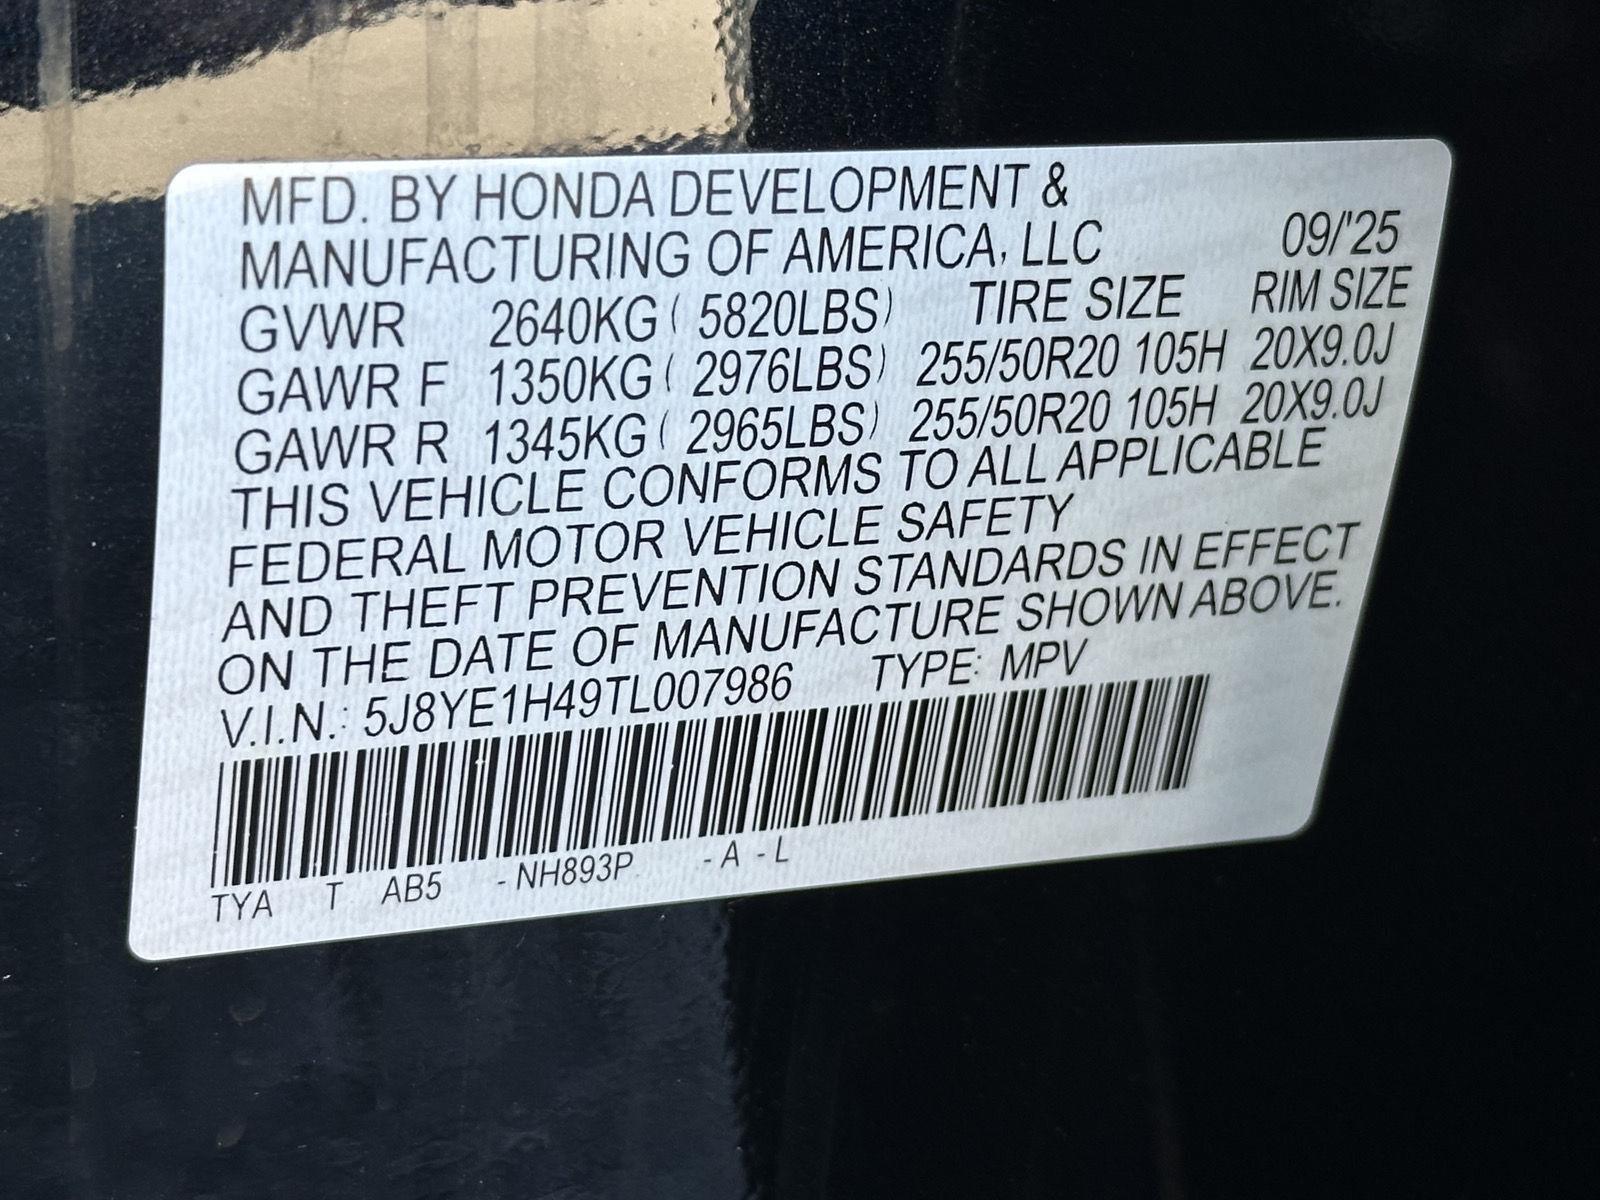 MFD. BY HONDA DEVELOPMENT &
MANUFACTURING OF AMERICA, LLC 09/'25
GVWR 2640KG ( 5820LBS) TIRE SIZE RIM SIZE
GAWR F 1350KG ( 2976LBS) 255/50R20 105H 20X9.0J
GAWR R 1345KG ( 2965LBS) 255/50R20 105H 20X9.0J
THIS VEHICLE CONFORMS TO ALL APPLICABLE
FEDERAL MOTOR VEHICLE SAFETY
AND THEFT PREVENTION STANDARDS IN EFFECT
ON THE DATE OF MANUFACTURE SHOWN ABOVE.
V.I.N.: 5J8YE1H49TL007986 TYPE: MPV
TYA T AB5 - NH893P - A - L